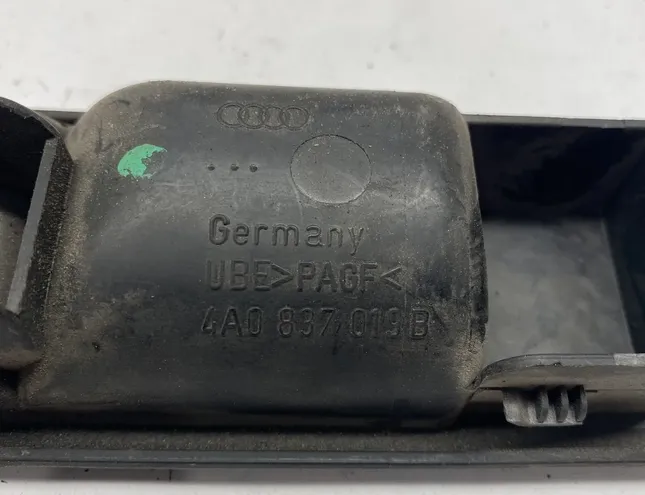 Germany
UBE>PAGF<
4A0 837 019 B